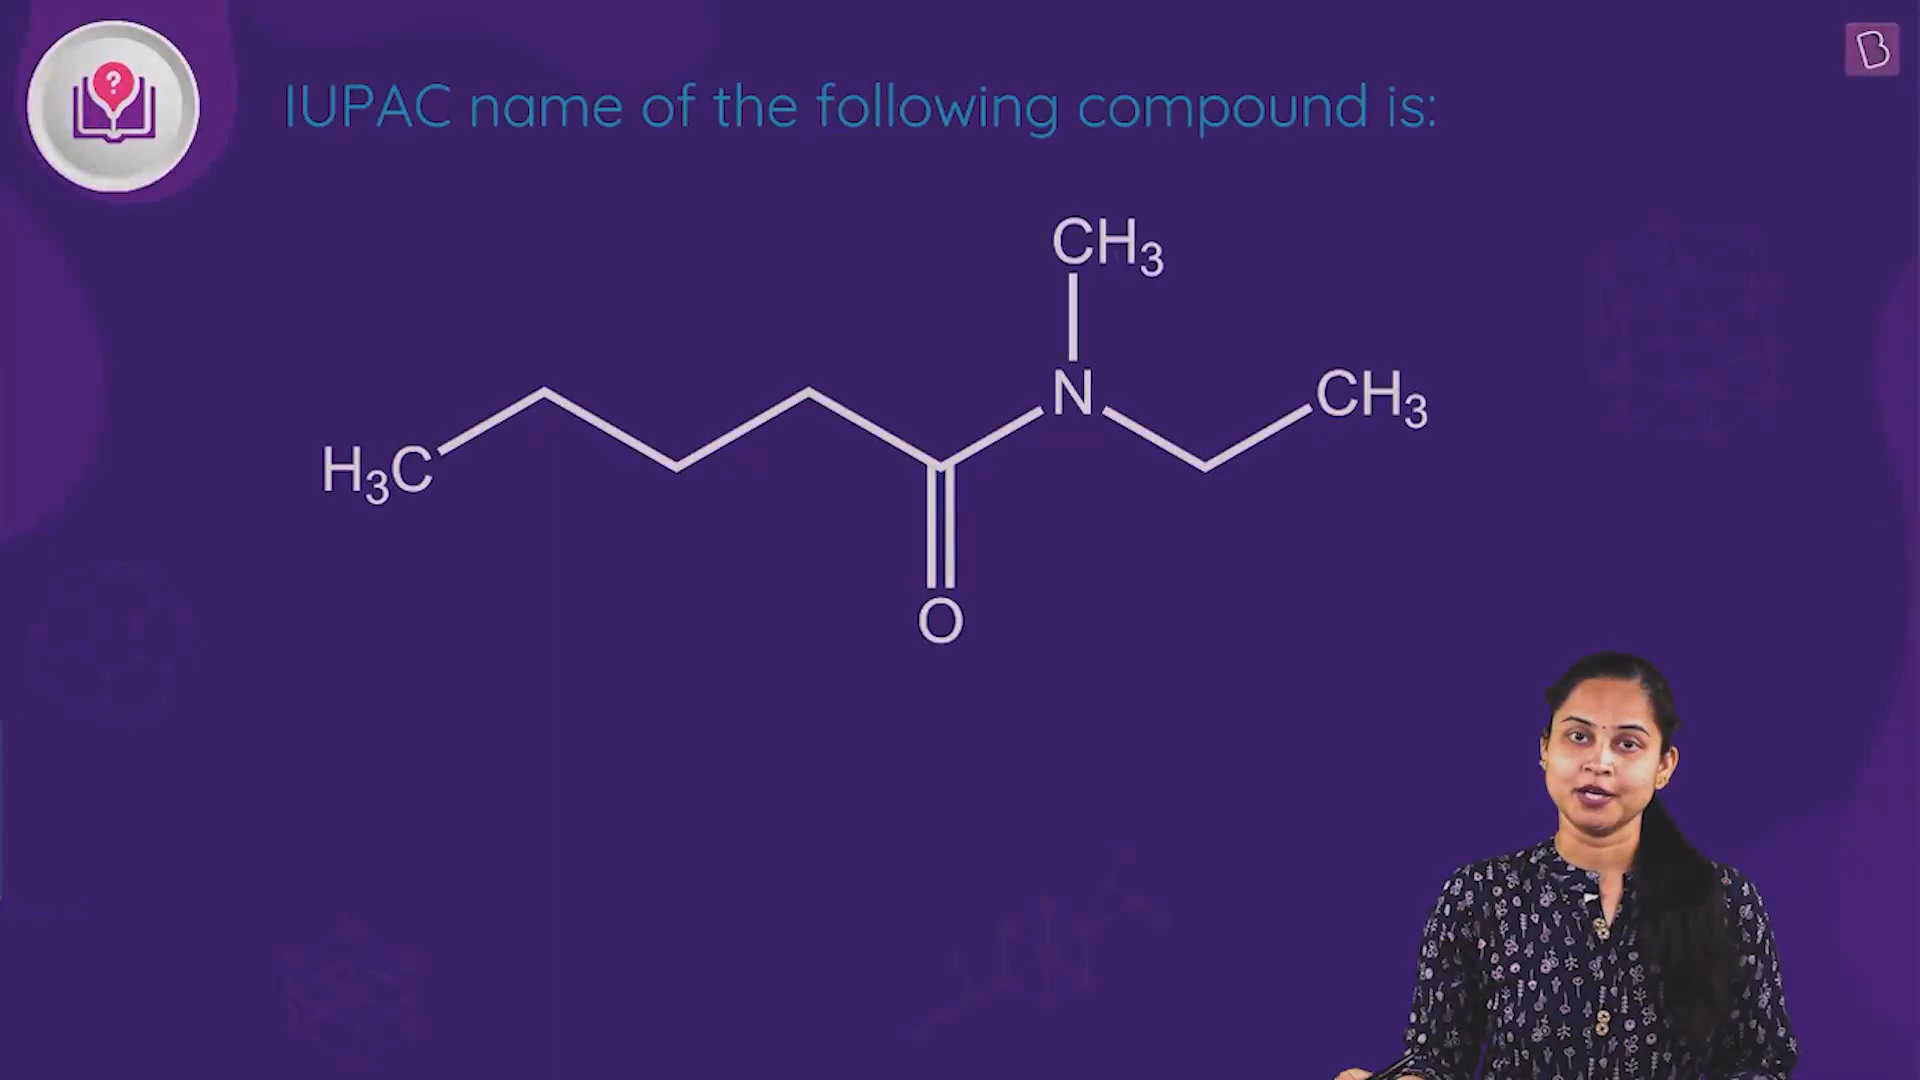 IUPAC name of the following compound is:
CH₃
N
CH₃
H₃C
O
?
B